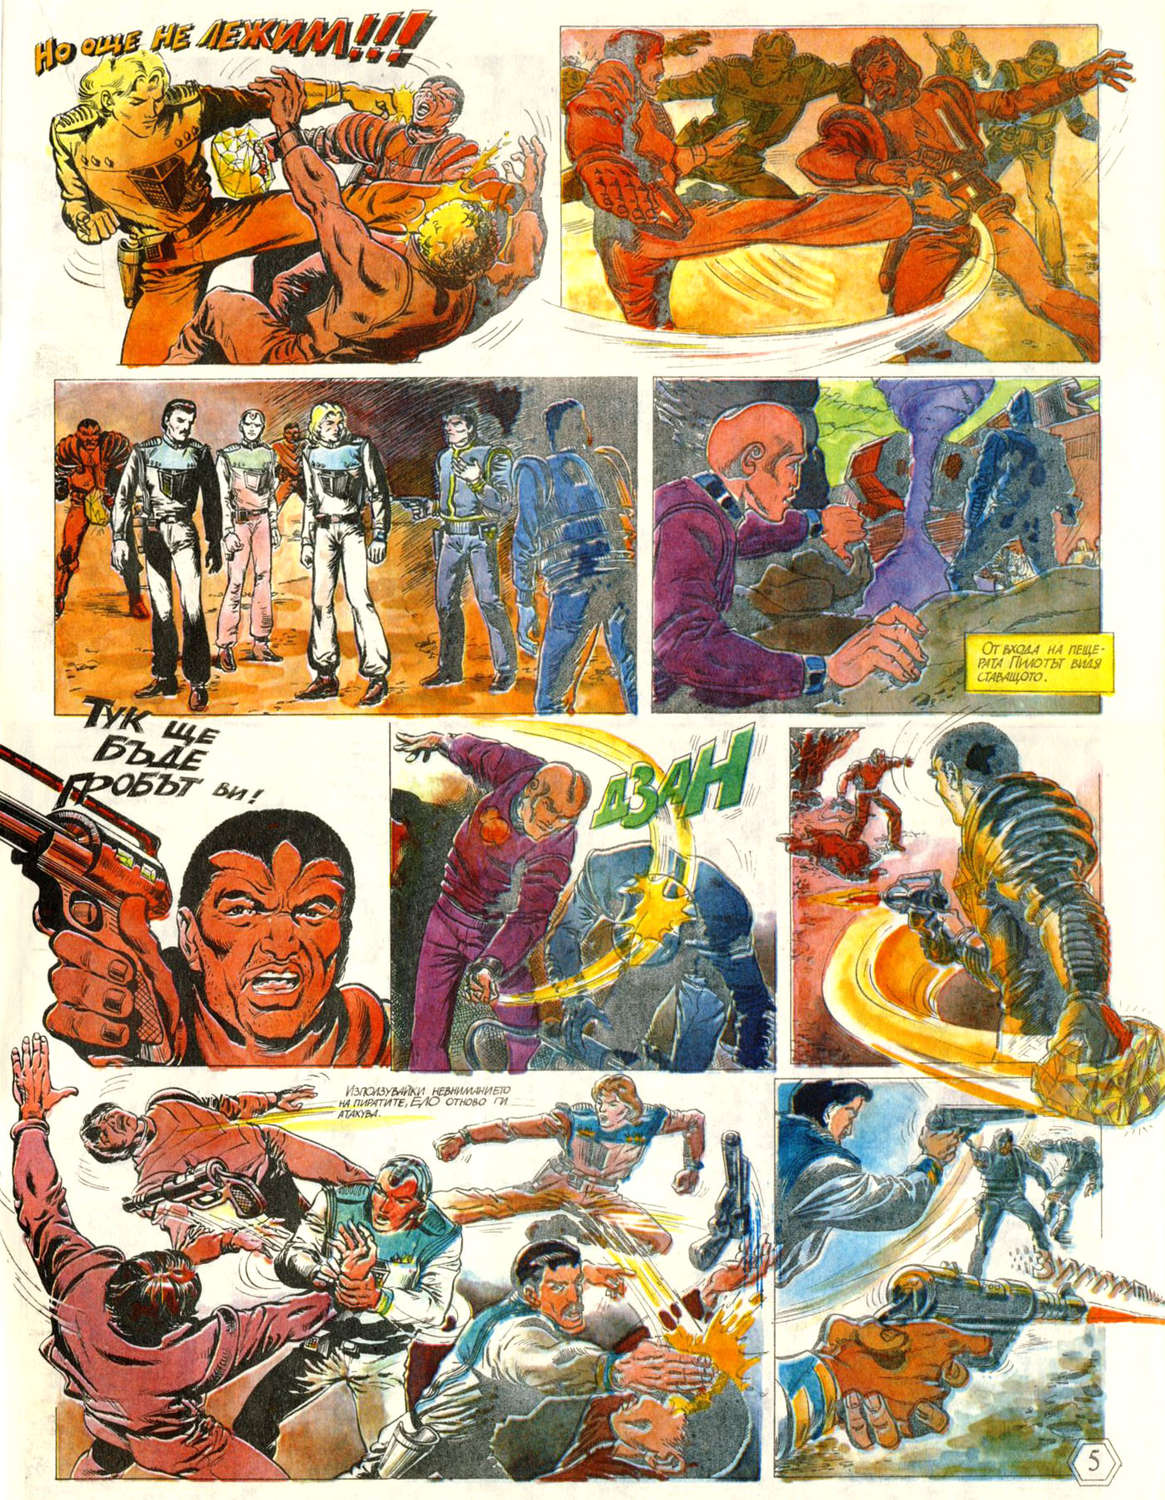 Но още не лежим!!!
От входа на пеще-
рата Пилотът видя
ставащото.
Тук ще
бъде
гробът ви!
ДЗАН
Използувайки невниманието
на пиратите, ЕЛО отново ги
атакува.
5